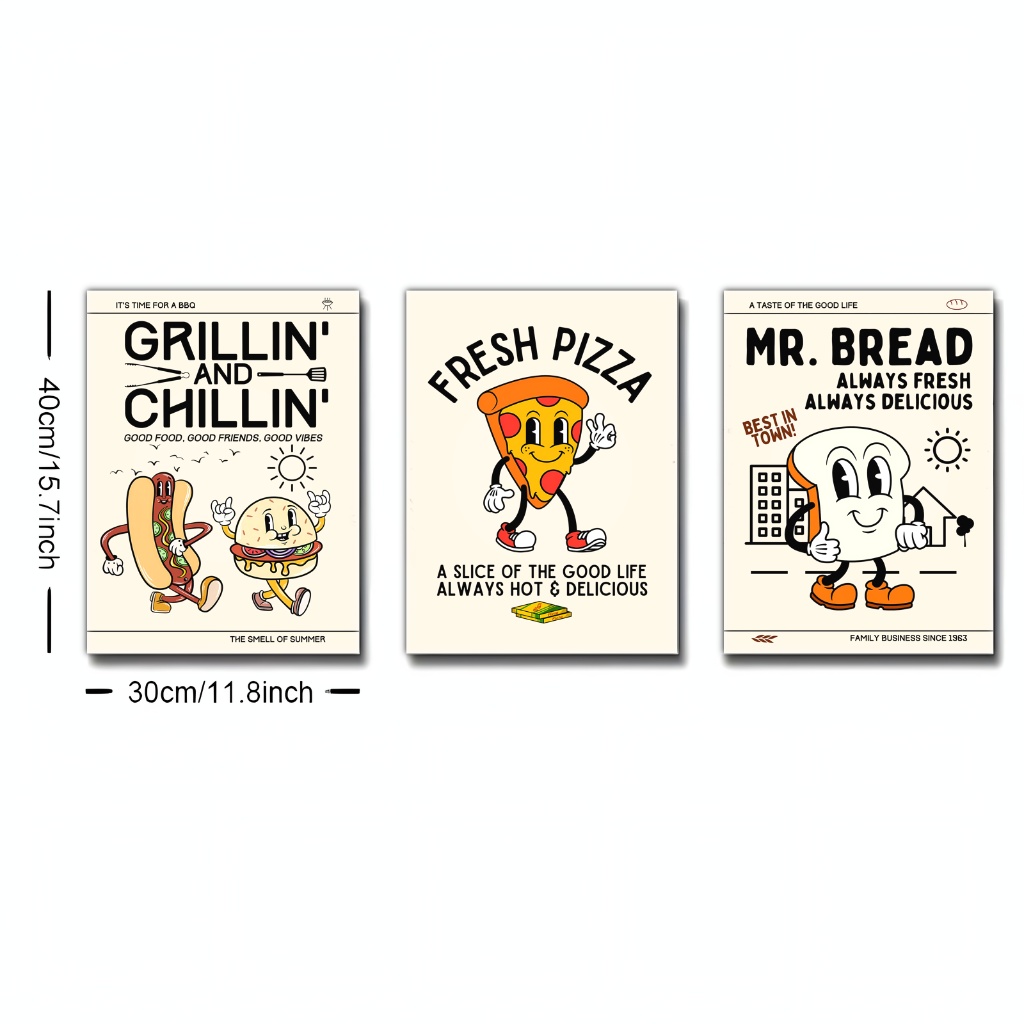 40cm/15.7inch
IT'S TIME FOR A BBQ
GRILLIN'
AND
CHILLIN'
GOOD FOOD, GOOD FRIENDS, GOOD VIBES
THE SMELL OF SUMMER
30cm/11.8inch
FRESH PIZZA
A SLICE OF THE GOOD LIFE
ALWAYS HOT & DELICIOUS
A TASTE OF THE GOOD LIFE
MR. BREAD
ALWAYS FRESH
ALWAYS DELICIOUS
BEST IN
TOWN!
FAMILY BUSINESS SINCE 1963